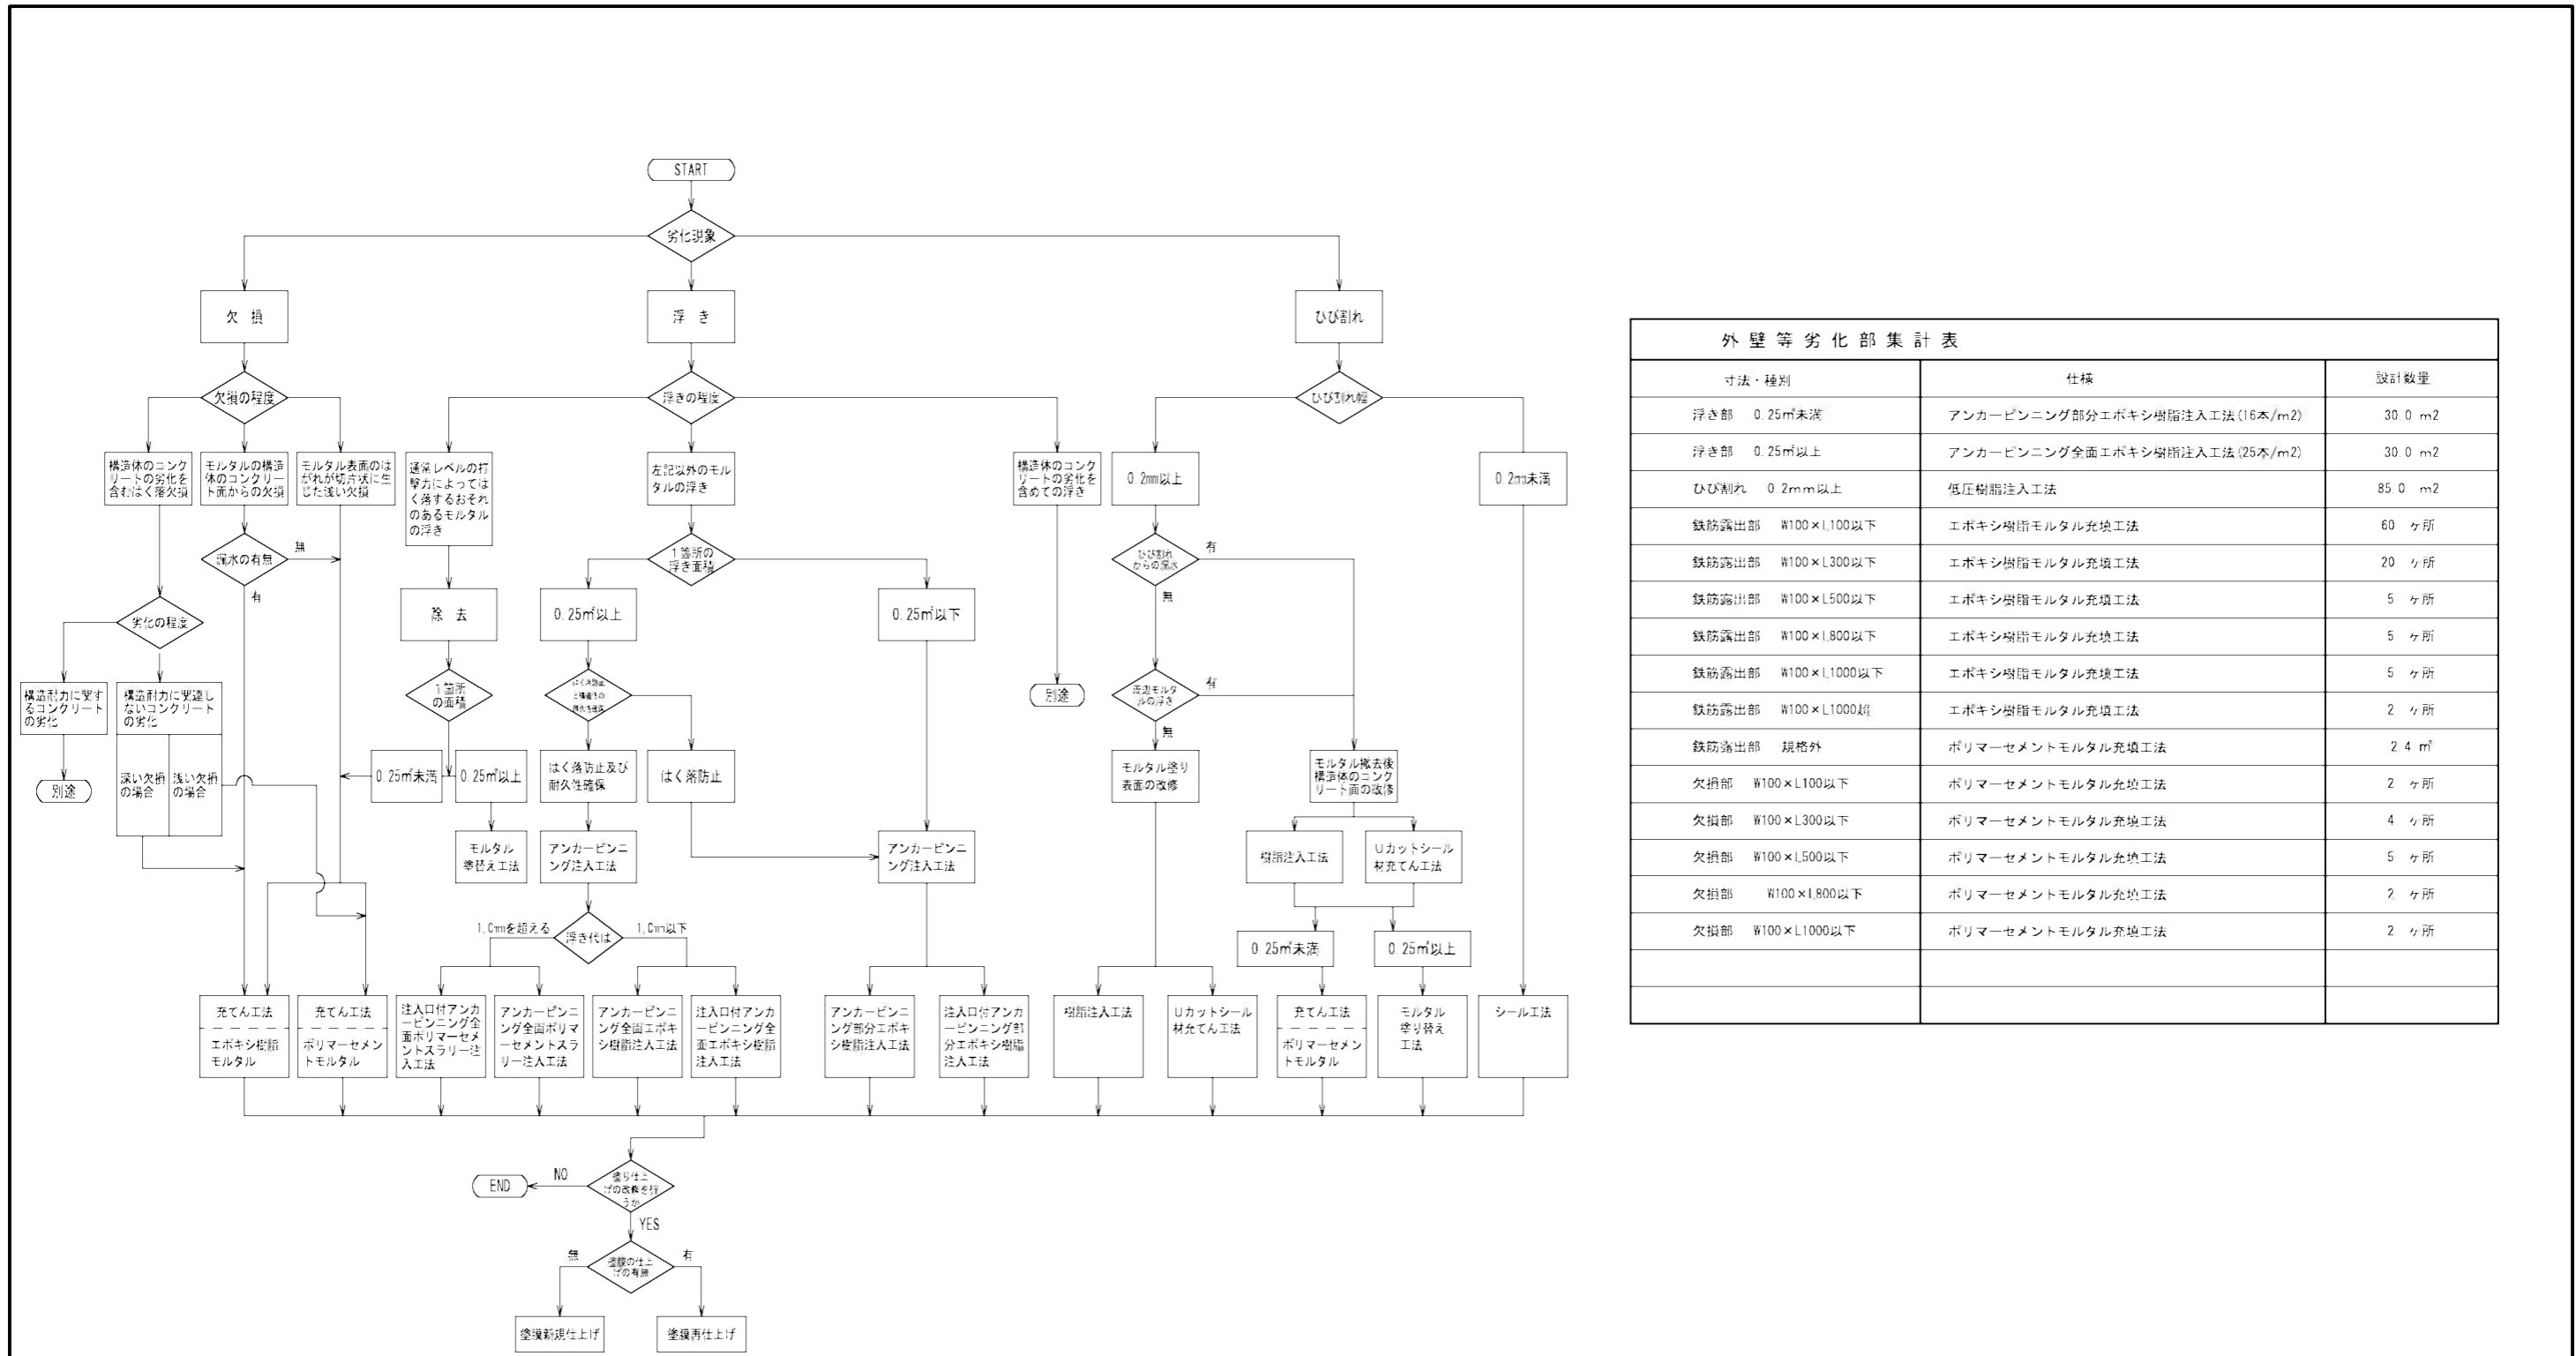 START
劣化現象
欠 損
浮 き
ひび割れ
欠損の程度
浮きの程度
ひび割れ幅
構造体のコンク
リートの劣化を
含むはく落欠損
モルタルの構造
体のコンクリー
ト面からの欠損
モルタル表面のは
がれが切片状に生
じた浅い欠損
通常レベルの打
撃力によっては
く落するおそれ
のあるモルタル
の浮き
左記以外のモル
タルの浮き
構造体のコンク
リートの劣化を
含めての浮き
0.2mm以上
0.2mm未満
漏水の有無
無
有
1箇所の
浮き面積
ひび割れ
からの漏水
有
無
劣化の程度
除 去
0.25㎡以上
0.25㎡以下
構造耐力に関す
るコンクリート
の劣化
構造耐力に関連し
ないコンクリート
の劣化
1箇所
の面積
別途
周辺モルタ
ルの浮き
有
無
別途
深い欠損
の場合
浅い欠損
の場合
0.25㎡未満
0.25㎡以上
はく落防止及び
耐久性確保
はく落防止
モルタル塗り
表面の改修
モルタル撤去後
構造体のコンク
リート面の改修
モルタル
塗替え工法
アンカーピンニ
ング注入工法
アンカーピンニ
ング注入工法
樹脂注入工法
Uカットシール
材充てん工法
1.0mmを超える
浮き代は
1.0mm以下
0.25㎡未満
0.25㎡以上
充てん工法
エポキシ樹脂
モルタル
充てん工法
ポリマーセメン
トモルタル
注入口付アンカ
ーピンニング全
面ポリマーセメ
ントスラリー注
入工法
アンカーピンニ
ング全面ポリマ
ーセメントスラ
リー注入工法
アンカーピンニ
ング全面エポキ
シ樹脂注入工法
注入口付アンカ
ーピンニング全
面エポキシ樹脂
注入工法
アンカーピンニ
ング部分エポキ
シ樹脂注入工法
注入口付アンカ
ーピンニング部
分エポキシ樹脂
注入工法
樹脂注入工法
Uカットシール
材充てん工法
充てん工法
ポリマーセメン
トモルタル
モルタル
塗り替え
工法
シール工法
END
NO
塗り仕上
げの改修を行
うか
YES
無
塗膜の仕上
げの有無
有
塗膜新規仕上げ
塗膜再仕上げ
外壁等劣化部集計表
寸法・種別 仕様 設計数量
浮き部 0.25㎡未満 アンカーピンニング部分エポキシ樹脂注入工法(16本/m2) 30.0 m2
浮き部 0.25㎡以上 アンカーピンニング全面エポキシ樹脂注入工法(25本/m2) 30.0 m2
ひび割れ 0.2mm以上 低圧樹脂注入工法 85.0 m2
鉄筋露出部 W100×L100以下 エポキシ樹脂モルタル充填工法 60 ヶ所
鉄筋露出部 W100×L300以下 エポキシ樹脂モルタル充填工法 20 ヶ所
鉄筋露出部 W100×L500以下 エポキシ樹脂モルタル充填工法 5 ヶ所
鉄筋露出部 W100×L800以下 エポキシ樹脂モルタル充填工法 5 ヶ所
鉄筋露出部 W100×L1000以下 エポキシ樹脂モルタル充填工法 5 ヶ所
鉄筋露出部 W100×L1000超 エポキシ樹脂モルタル充填工法 2 ヶ所
鉄筋露出部 規格外 ポリマーセメントモルタル充填工法 2.4 ㎡
欠損部 W100×L100以下 ポリマーセメントモルタル充填工法 2 ヶ所
欠損部 W100×L300以下 ポリマーセメントモルタル充填工法 4 ヶ所
欠損部 W100×L500以下 ポリマーセメントモルタル充填工法 5 ヶ所
欠損部 W100×L800以下 ポリマーセメントモルタル充填工法 2 ヶ所
欠損部 W100×L1000以下 ポリマーセメントモルタル充填工法 2 ヶ所